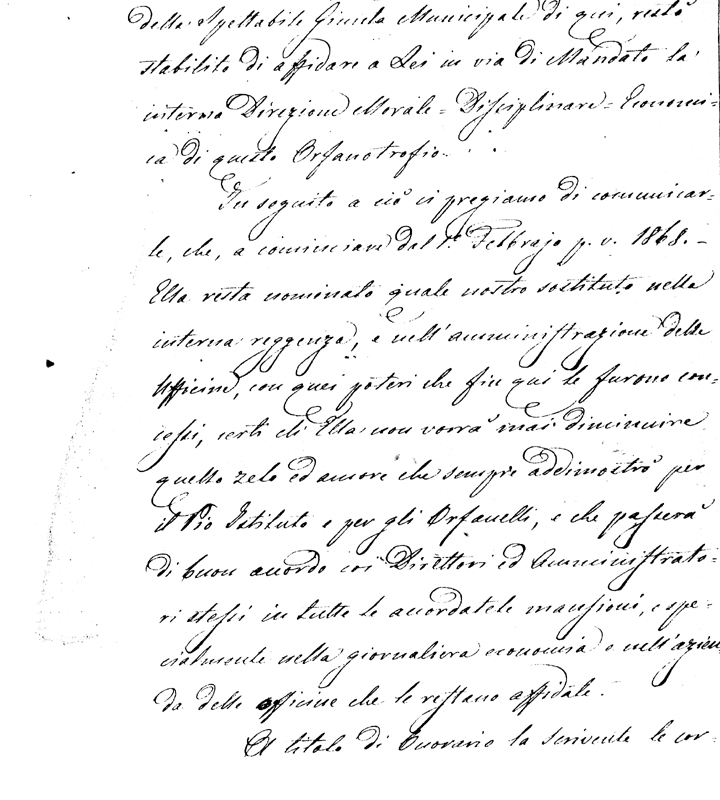 della Spettabile Giunta Municipale di qui, restò
stabilito di affidare a Lei in via di Mandato la
interna Direzione Morale = Disciplinare = Economi=
ca di questo Orfanotrofio.
In seguito a ciò ci pregiamo di comunicar=
le, che, a cominciare dal 1º Febbrajo p. v. 1868. -
Ella resta nominato quale nostro sostituto nella
interna reggenza, e nell'amministrazione delle
Officine, con quei poteri che fin qui le furono con=
cessi, certi ch'Ella non vorrà mai diminuire
quello zelo ed amore che sempre addimostrò per
il Pio Istituto e per gli Orfanelli, e che passerà
di buon accordo coi Direttori ed Amministrato=
ri stessi in tutte le accordatele mansioni, e spe=
cialmente nella giornaliera economia e nell'azien
da delle officine che le restano affidate.
A titolo di Onorario la scrivente le cor=